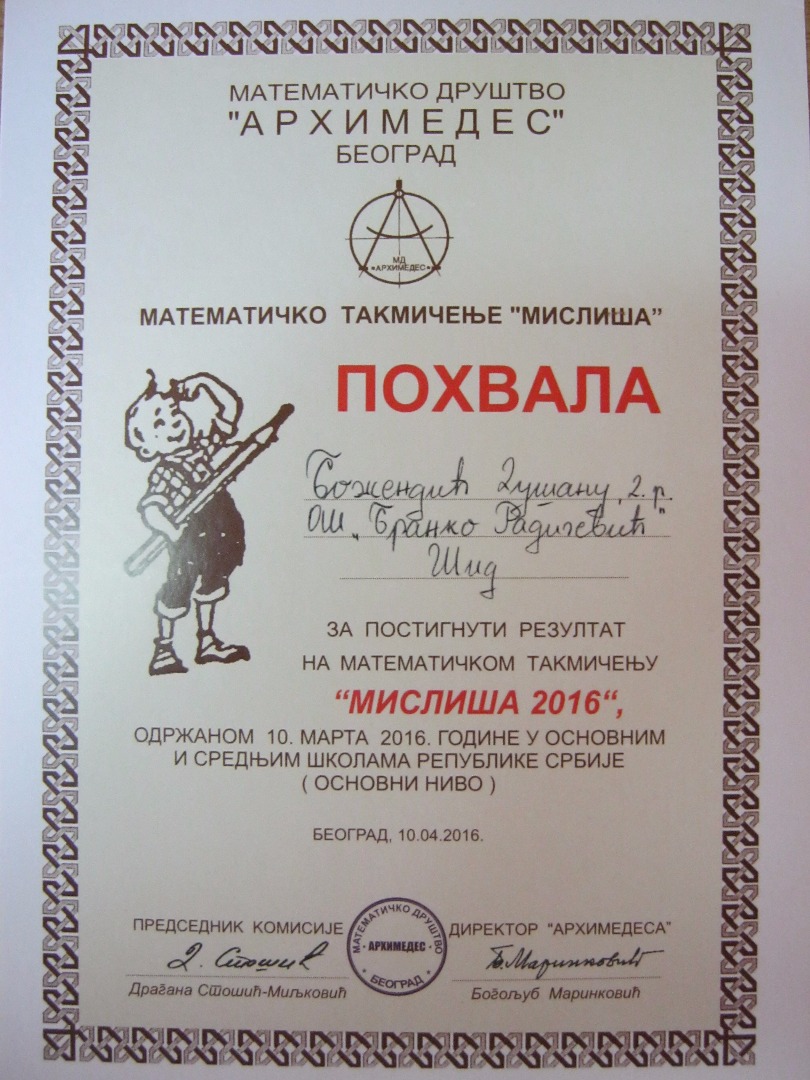 МАТЕМАТИЧКО ДРУШТВО
"АРХИМЕДЕС"
БЕОГРАД
МД
"АРХИМЕДЕС"
МАТЕМАТИЧКО ТАКМИЧЕЊЕ "МИСЛИША"
ПОХВАЛА
Божендић Душану, 2. р.
ОШ „Бранко Радичевић"
Шид
ЗА ПОСТИГНУТИ РЕЗУЛТАТ
НА МАТЕМАТИЧКОМ ТАКМИЧЕЊУ
“МИСЛИША 2016“,
ОДРЖАНОМ 10. МАРТА 2016. ГОДИНЕ У ОСНОВНИМ
И СРЕДЊИМ ШКОЛАМА РЕПУБЛИКЕ СРБИЈЕ
( ОСНОВНИ НИВО )
БЕОГРАД, 10.04.2016.
ПРЕДСЕДНИК КОМИСИЈЕ
Д. Стошић
Драгана Стошић-Миљковић
МАТЕМАТИЧКО ДРУШТВО
· АРХИМЕДЕС ·
* БЕОГРАД *
ДИРЕКТОР "АРХИМЕДЕСА"
Б. Маринковић
Богољуб Маринковић